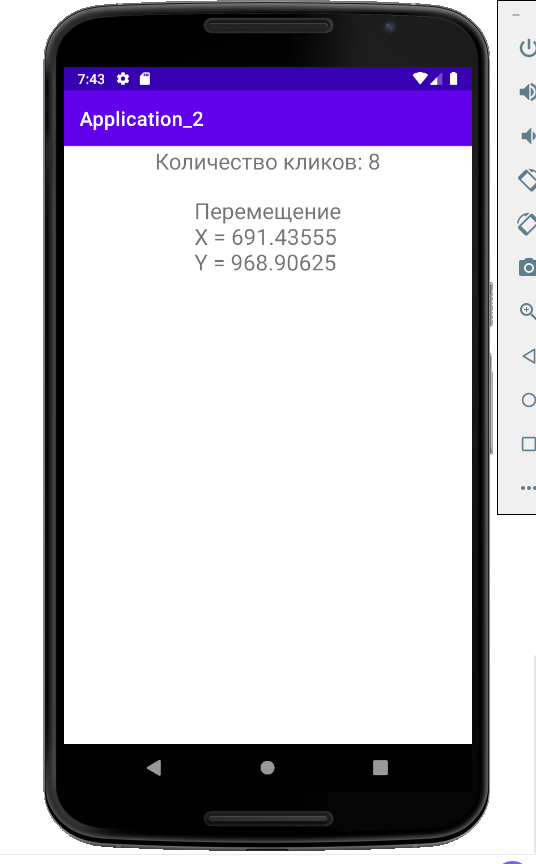 7:43
Application_2
Количество кликов: 8
Перемещение
X = 691.43555
Y = 968.90625